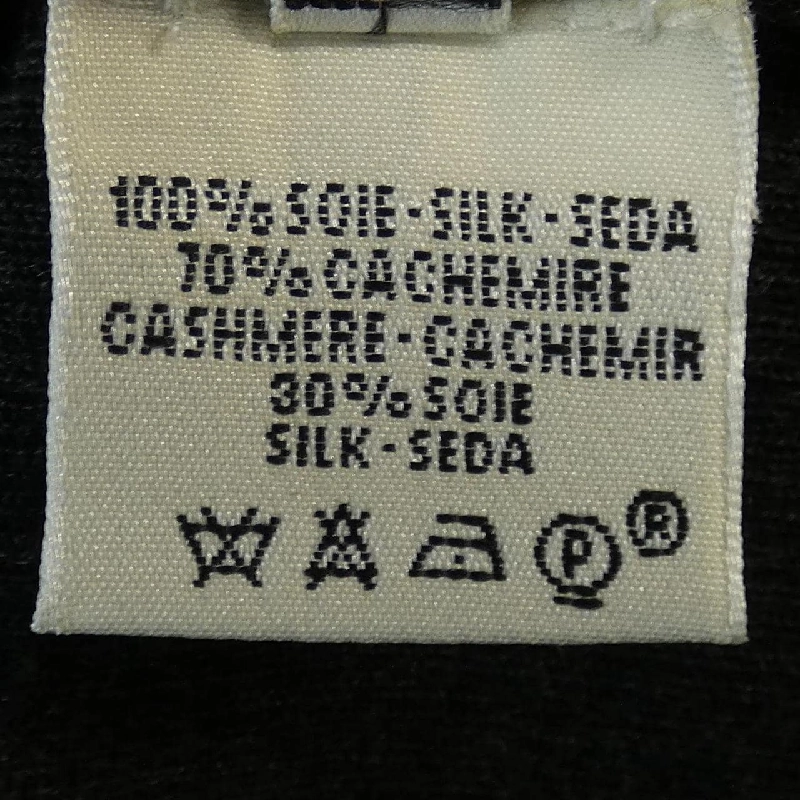 100% SOIE · SILK · SEDA
70% CACHEMIRE
CASHMERE · CACHEMIR
30% SOIE
SILK · SEDA
P ®